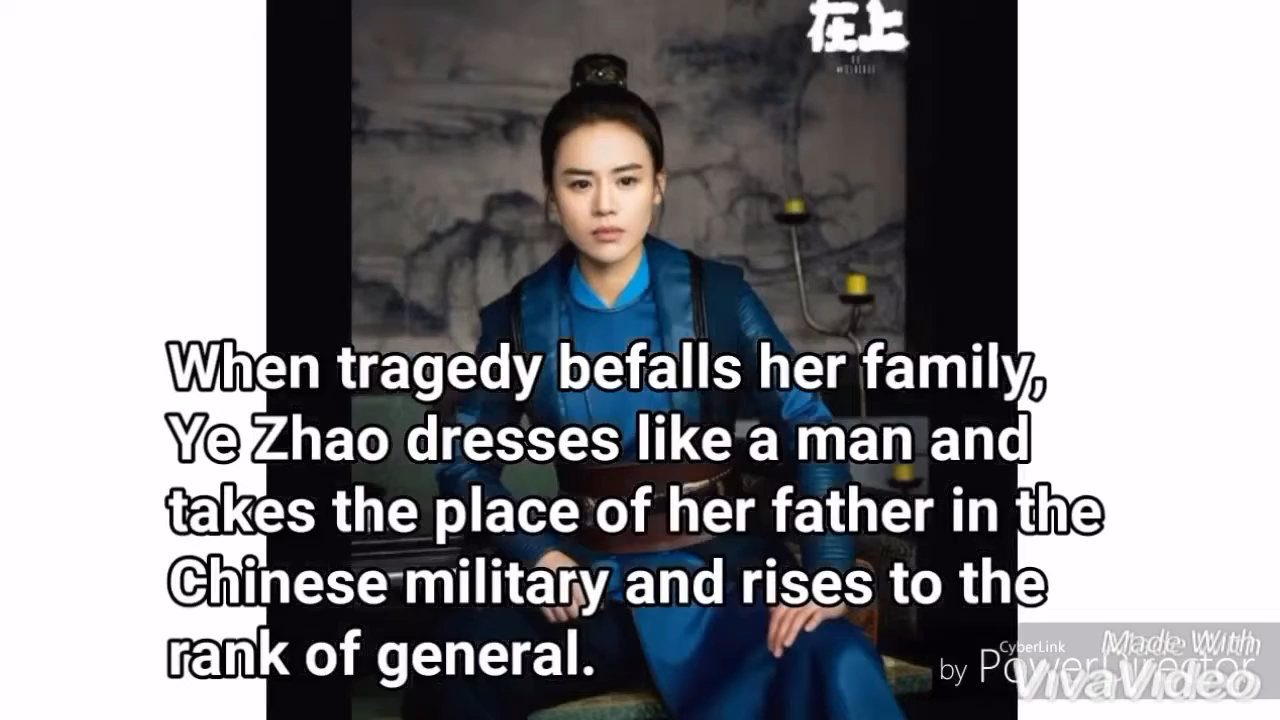 在上
When tragedy befalls her family,
Ye Zhao dresses like a man and
takes the place of her father in the
Chinese military and rises to the
rank of general.
CyberLink
by PowerDirector
Made With
VivaVideo